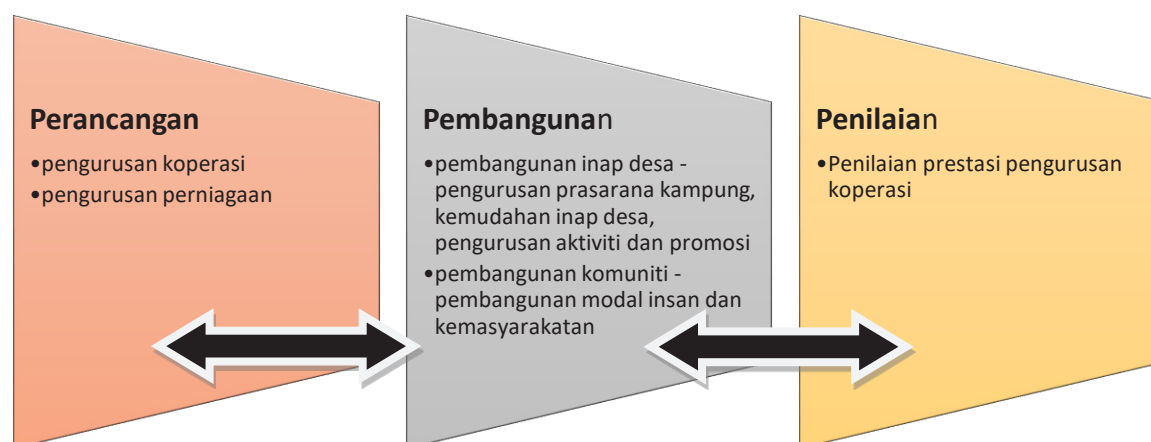 Perancangan
•pengurusan koperasi
•pengurusan perniagaan
Pembangunan
•pembangunan inap desa -
pengurusan prasarana kampung,
kemudahan inap desa,
pengurusan aktiviti dan promosi
•pembangunan komuniti -
pembangunan modal insan dan
kemasyarakatan
Penilaian
•Penilaian prestasi pengurusan
koperasi